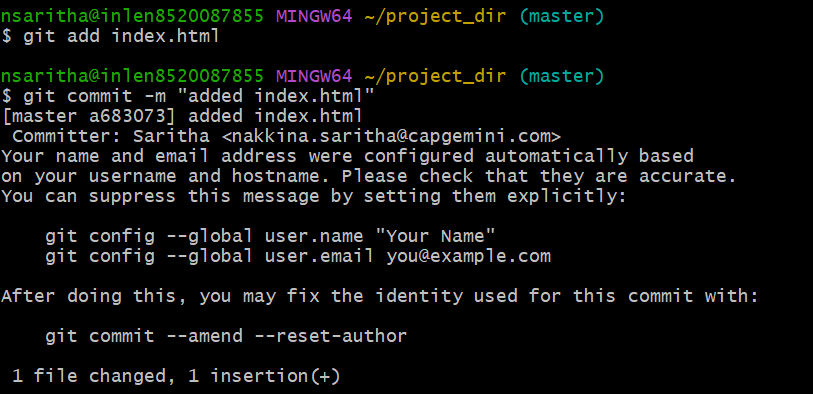 nsaritha@inlen8520087855 MINGW64 ~/project_dir (master)
$ git add index.html
nsaritha@inlen8520087855 MINGW64 ~/project_dir (master)
$ git commit -m "added index.html"
[master a683073] added index.html
 Committer: Saritha <nakkina.saritha@capgemini.com>
Your name and email address were configured automatically based
on your username and hostname. Please check that they are accurate.
You can suppress this message by setting them explicitly:
    git config --global user.name "Your Name"
    git config --global user.email you@example.com
After doing this, you may fix the identity used for this commit with:
    git commit --amend --reset-author
 1 file changed, 1 insertion(+)